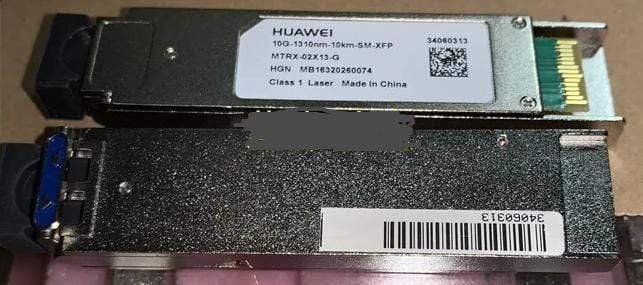 HUAWEI
34060313
10G-1310nm-10km-SM-XFP
MTRX-02X13-G
HGN MB16320260074
Class 1 Laser Made In China
34060313